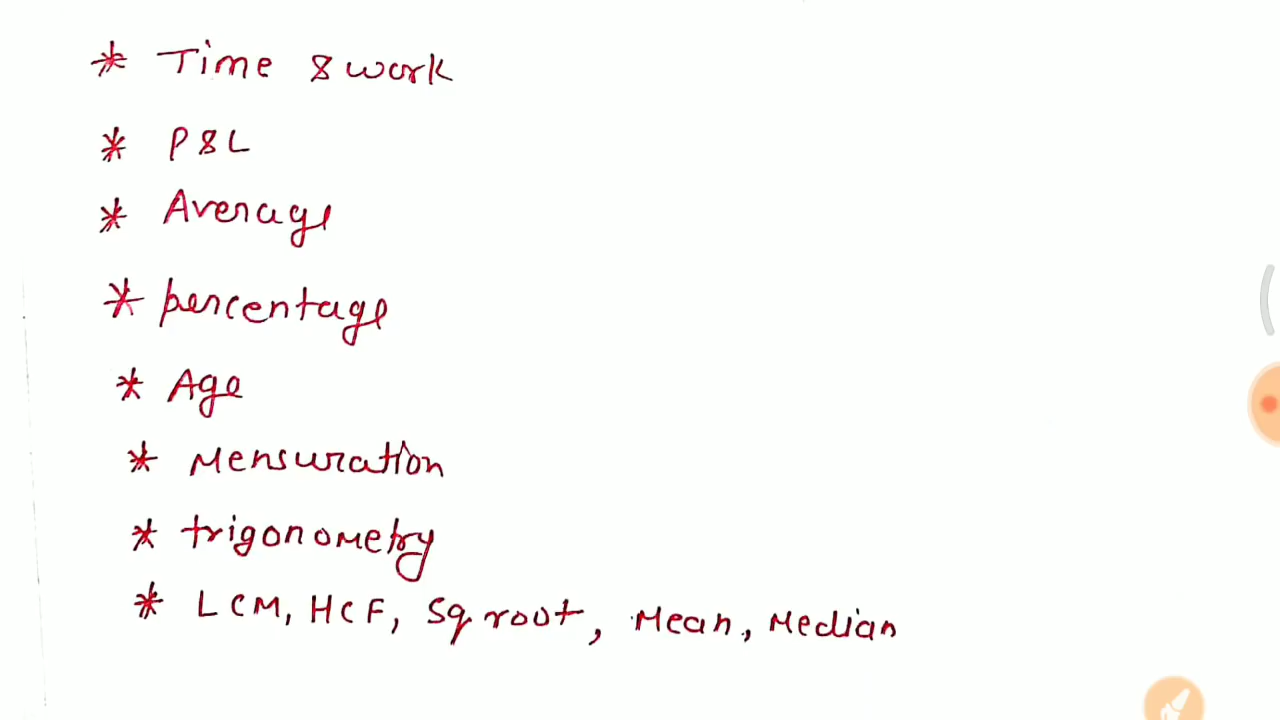 * Time & work
* P&L
* Average
* percentage
* Age
* Mensuration
* trigonometry
* LCM, HCF, Sq root, Mean, Median